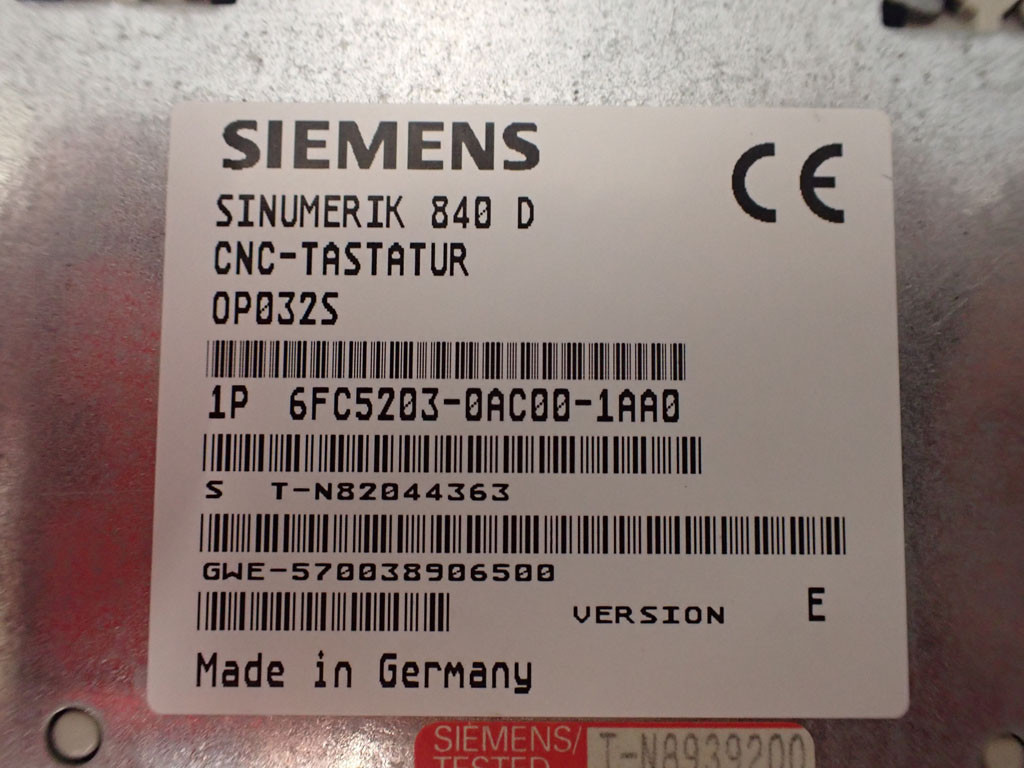 SIEMENS
CE
SINUMERIK 840 D
CNC-TASTATUR
OP032S
1P 6FC5203-0AC00-1AA0
S T-N82044363
GWE-570038906500
VERSION E
Made in Germany
SIEMENS/ T-N8939200
TESTED